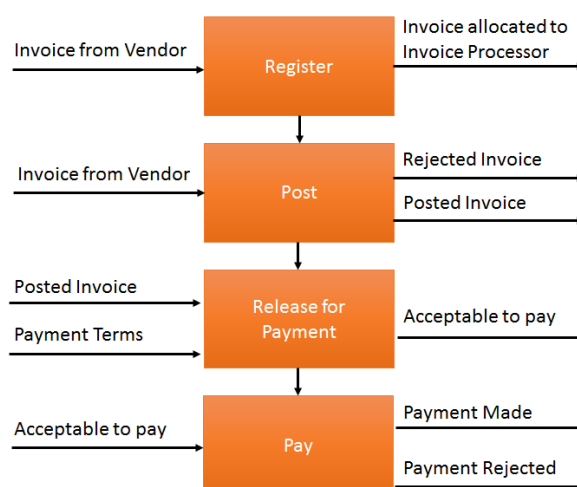 Invoice from Vendor
Register
Invoice allocated to
Invoice Processor
Invoice from Vendor
Post
Rejected Invoice
Posted Invoice
Posted Invoice
Payment Terms
Release for
Payment
Acceptable to pay
Acceptable to pay
Pay
Payment Made
Payment Rejected